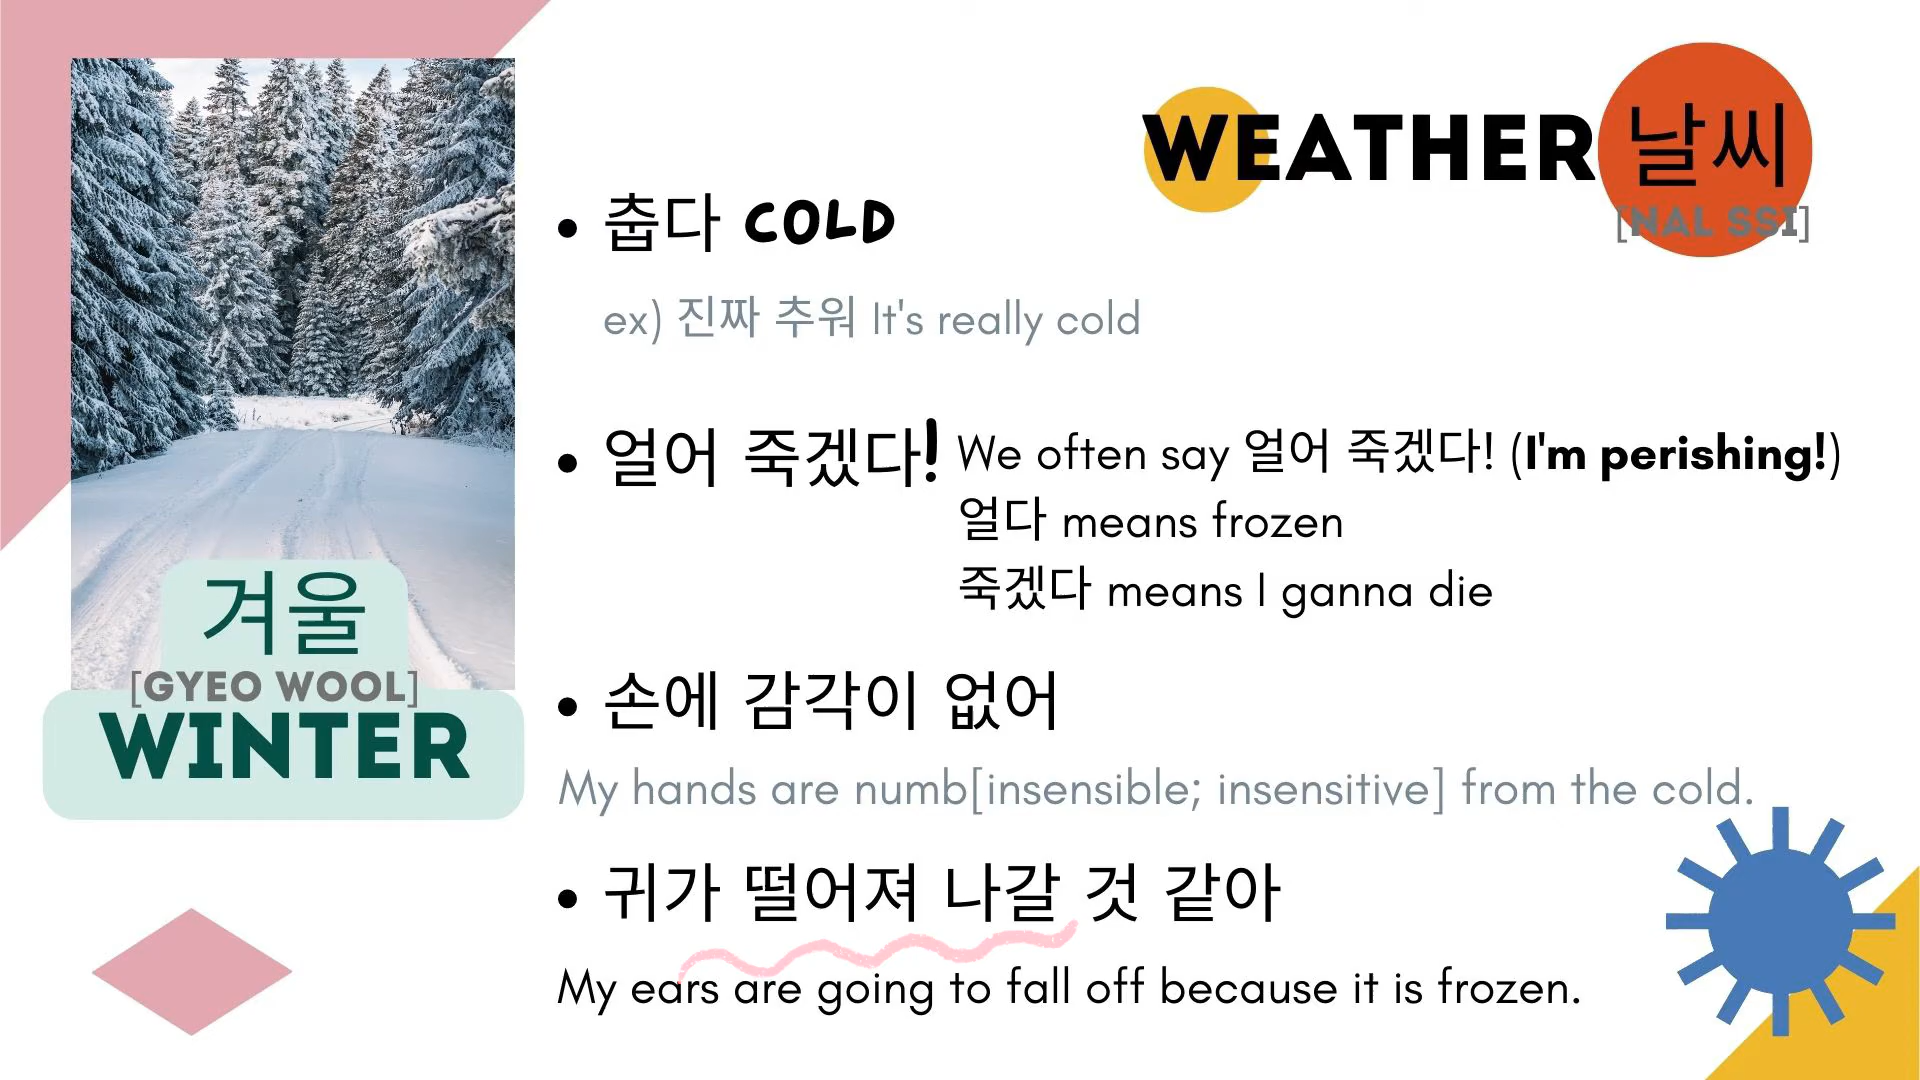 WEATHER 날씨
[NAL SSI]
• 춥다 COLD
ex) 진짜 추워 It's really cold
• 얼어 죽겠다! We often say 얼어 죽겠다! (I'm perishing!)
얼다 means frozen
죽겠다 means I ganna die
겨울
[GYEO WOOL]
WINTER
• 손에 감각이 없어
My hands are numb[insensible; insensitive] from the cold.
• 귀가 떨어져 나갈 것 같아
My ears are going to fall off because it is frozen.